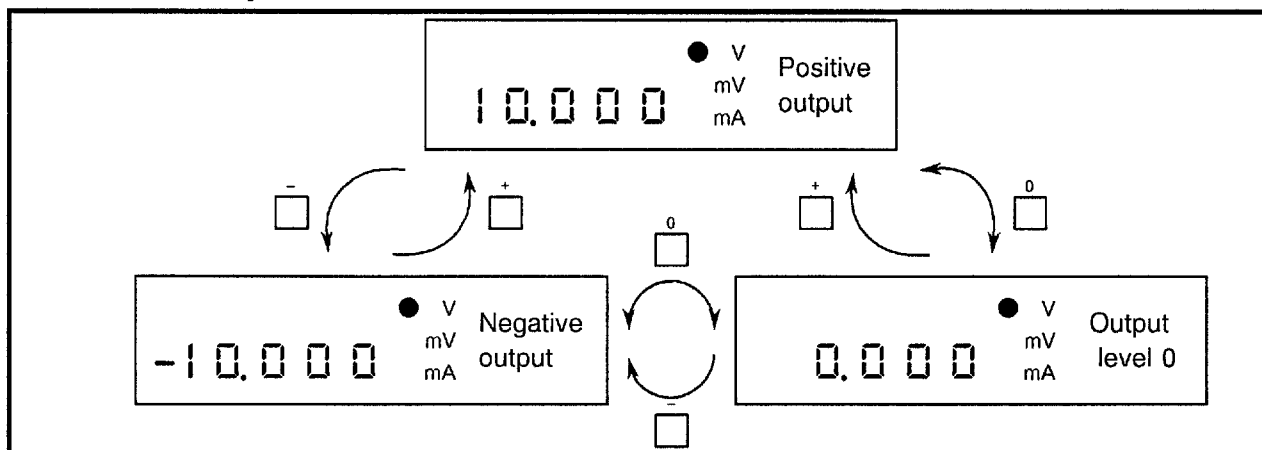 V
Positive
mV
output
10.000
mA
-
+
+
0
0
V
Negative
mV
output
-10.000
mA
V
Output
mV
level 0
0.000
mA
-